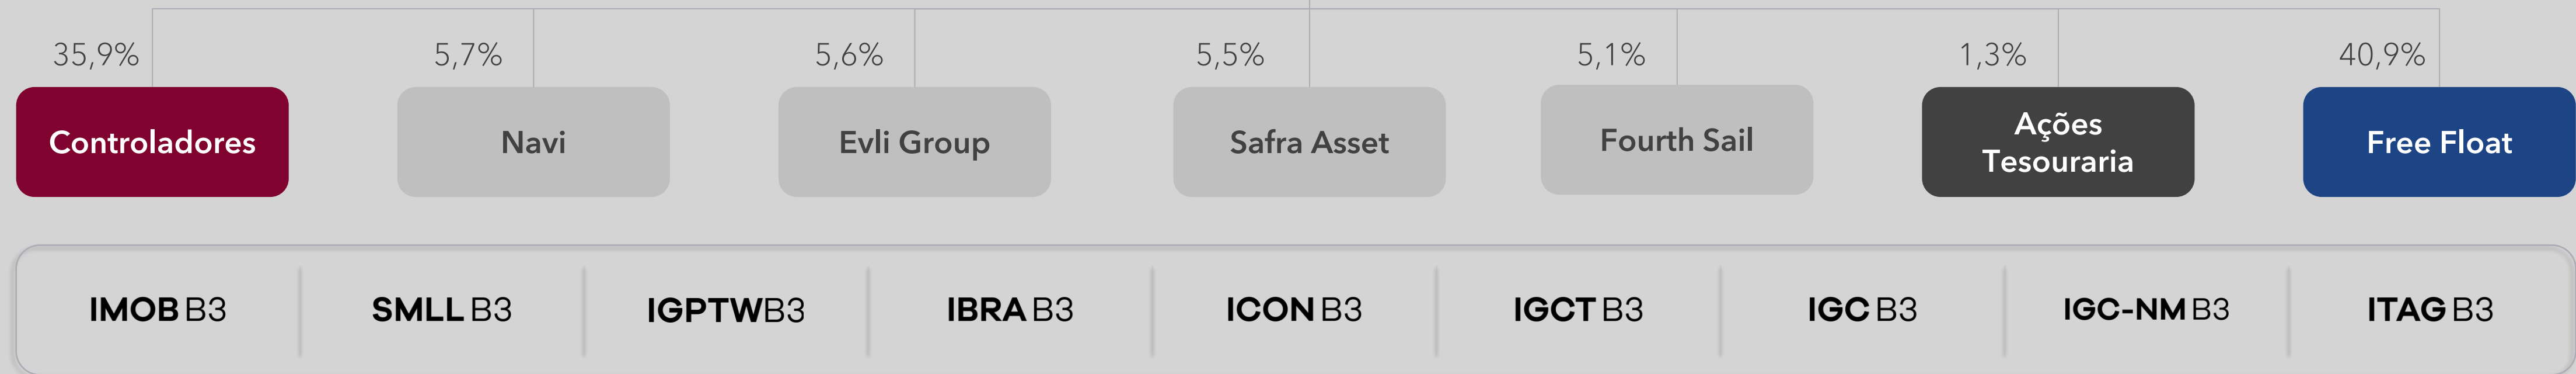 35,9% 5,7% 5,6% 5,5% 5,1% 1,3% 40,9%
Controladores Navi Evli Group Safra Asset Fourth Sail Ações Tesouraria Free Float
IMOB B3 SMLL B3 IGPTWB3 IBRA B3 ICON B3 IGCT B3 IGC B3 IGC-NM B3 ITAG B3